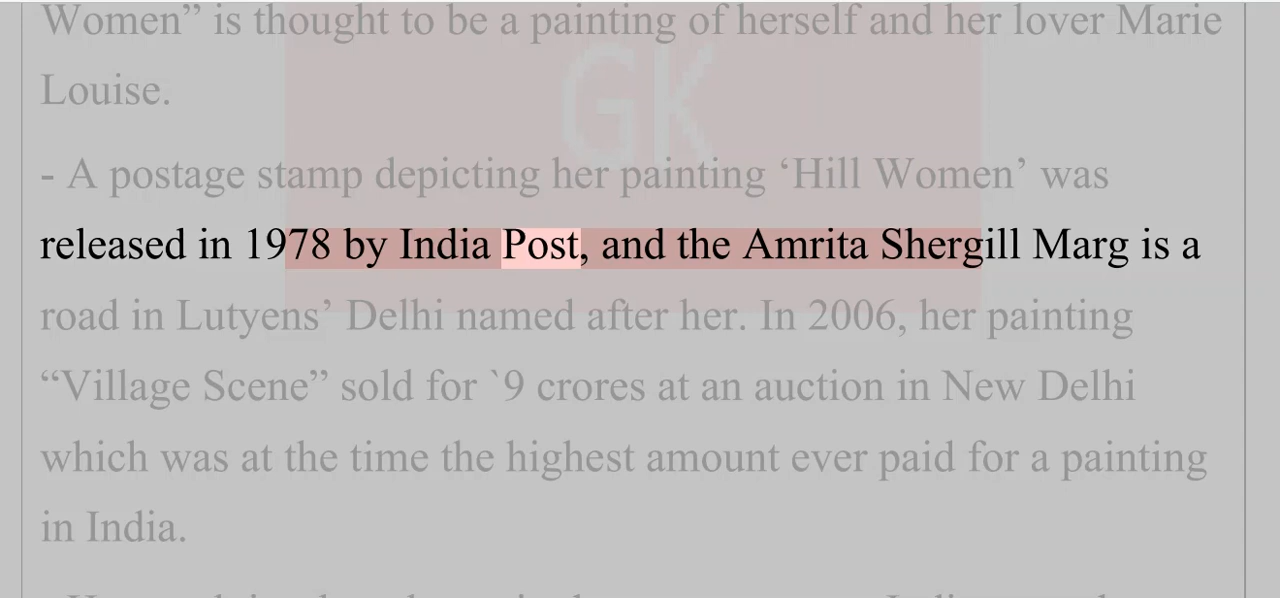 Women” is thought to be a painting of herself and her lover Marie
Louise.
GK
- A postage stamp depicting her painting ‘Hill Women’ was
released in 1978 by India Post, and the Amrita Shergill Marg is a
road in Lutyens’ Delhi named after her. In 2006, her painting
“Village Scene” sold for `9 crores at an auction in New Delhi
which was at the time the highest amount ever paid for a painting
in India.